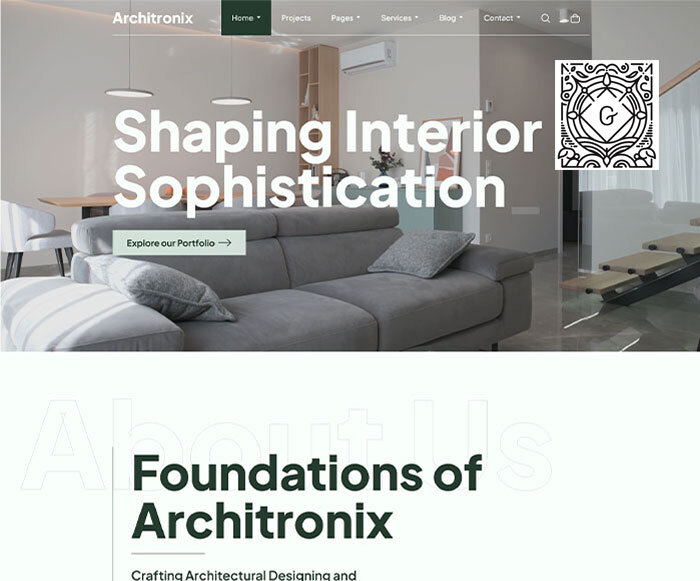 Architronix
Home Projects Pages Services Blog Contact
G
Shaping Interior
Sophistication
Explore our Portfolio
About Us
Foundations of
Architronix
Crafting Architectural Designing and